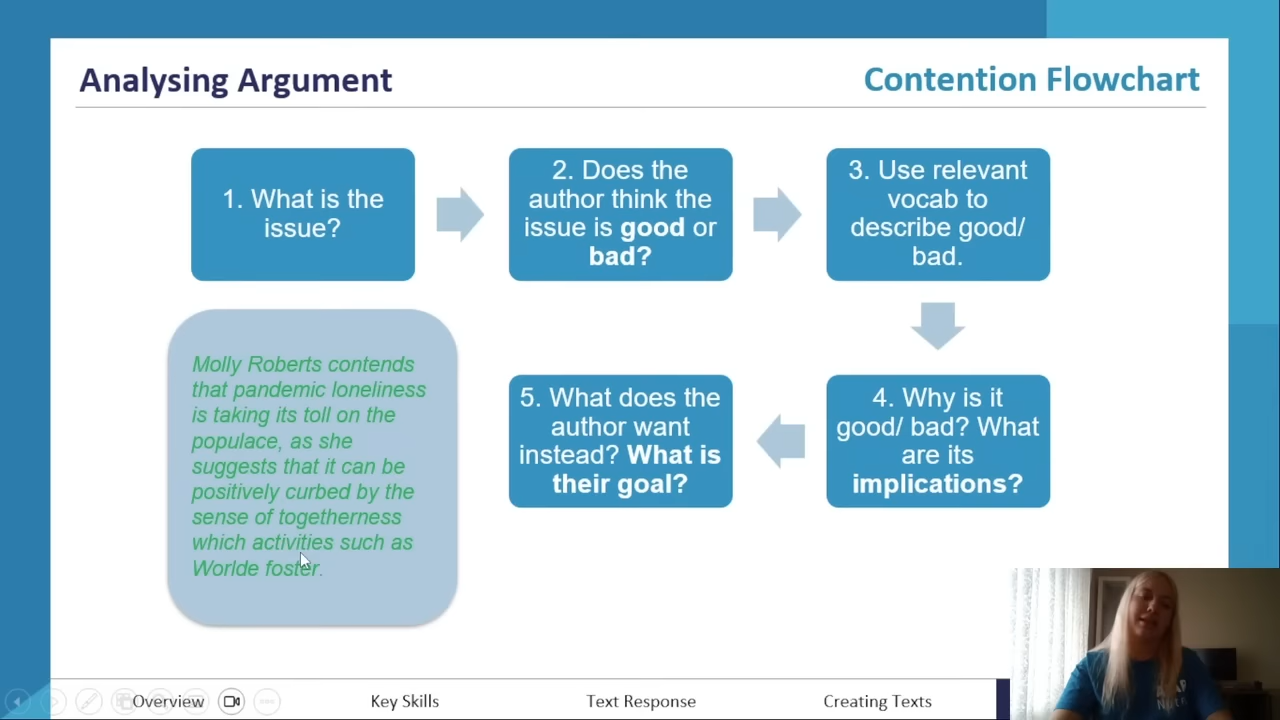 Analysing Argument
Contention Flowchart
1. What is the
issue?
2. Does the
author think the
issue is good or
bad?
3. Use relevant
vocab to
describe good/
bad.
4. Why is it
good/ bad? What
are its
implications?
5. What does the
author want
instead? What is
their goal?
Molly Roberts contends
that pandemic loneliness
is taking its toll on the
populace, as she
suggests that it can be
positively curbed by the
sense of togetherness
which activities such as
Worlde foster.
Overview
Key Skills
Text Response
Creating Texts